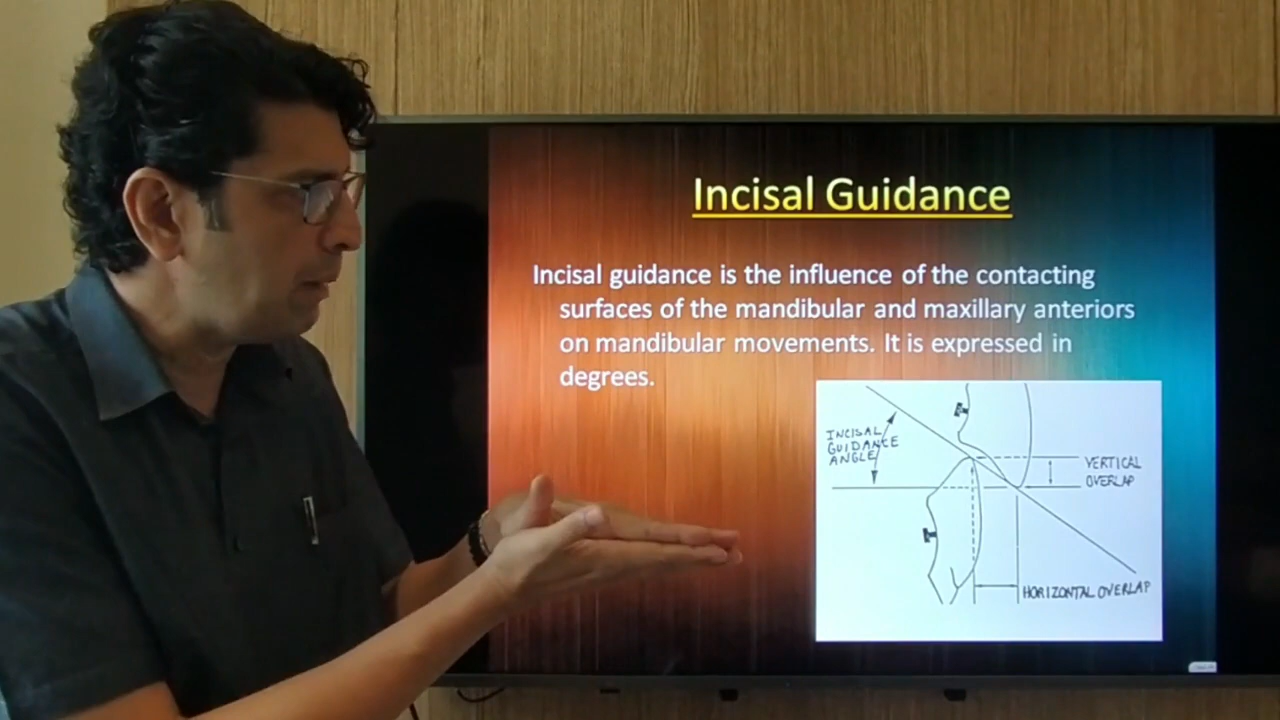 Incisal Guidance
Incisal guidance is the influence of the contacting
surfaces of the mandibular and maxillary anteriors
on mandibular movements. It is expressed in
degrees.
INCISAL
GUIDANCE
ANGLE
VERTICAL
OVERLAP
HORIZONTAL OVERLAP